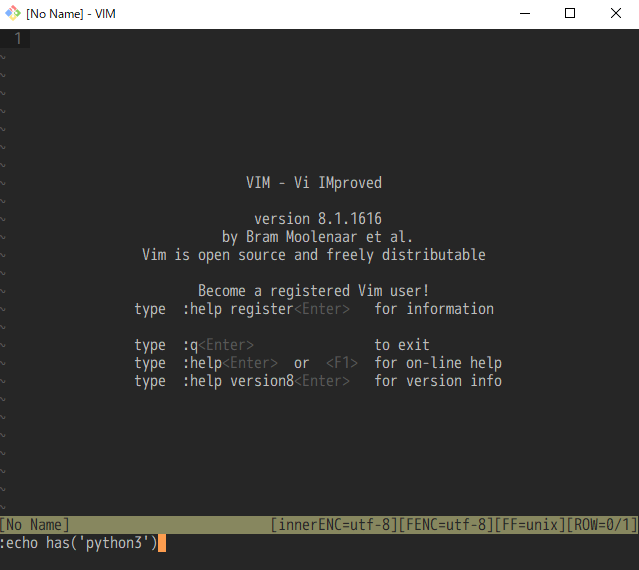 [No Name] - VIM
1
~
~
~
~
~
~
~
VIM - Vi IMproved
~
version 8.1.1616
by Bram Moolenaar et al.
Vim is open source and freely distributable
~
Become a registered Vim user!
type :help register<Enter> for information
~
type :q<Enter> to exit
type :help<Enter> or <F1> for on-line help
type :help version8<Enter> for version info
~
~
~
~
~
~
~
[No Name] [innerENC=utf-8][FENC=utf-8][FF=unix][ROW=0/1]
:echo has('python3')